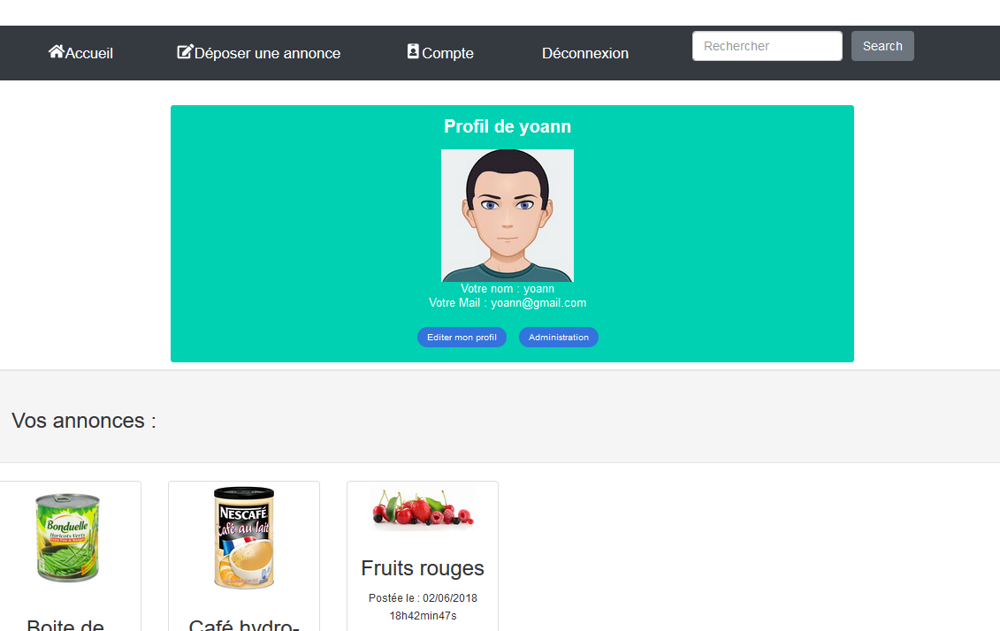 Accueil
Déposer une annonce
Compte
Déconnexion
Rechercher
Search
Profil de yoann
Votre nom : yoann
Votre Mail : yoann@gmail.com
Editer mon profil
Administration
Vos annonces :
Bonduelle
Haricots Verts
NESCAFÉ
Café au lait
Fruits rouges
Postée le : 02/06/2018
18h42min47s
Boite de
Café hydro-